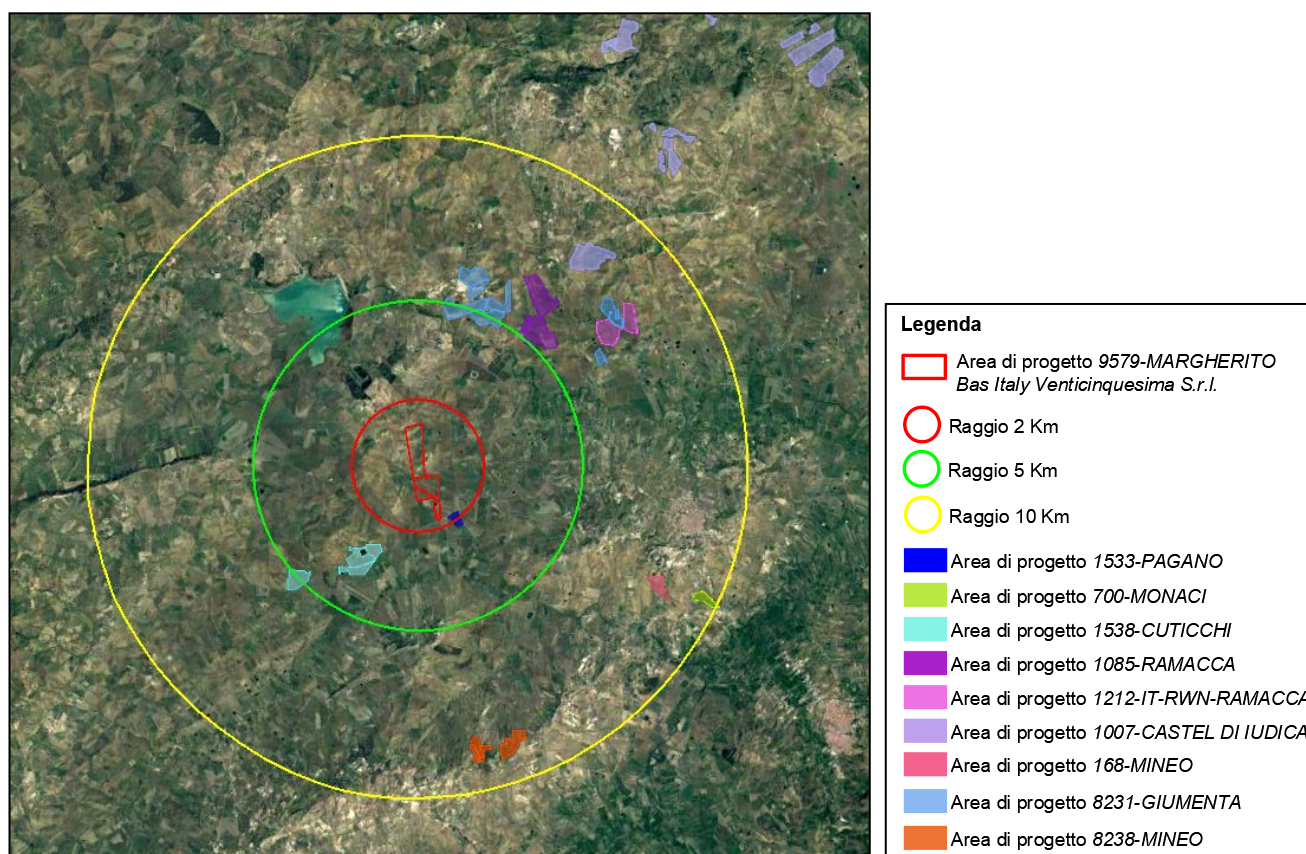 Legenda
Area di progetto 9579-MARGHERITO
Bas Italy Venticinquesima S.r.l.
Raggio 2 Km
Raggio 5 Km
Raggio 10 Km
Area di progetto 1533-PAGANO
Area di progetto 700-MONACI
Area di progetto 1538-CUTICCHI
Area di progetto 1085-RAMACCA
Area di progetto 1212-IT-RWN-RAMACCA
Area di progetto 1007-CASTEL DI IUDICA
Area di progetto 168-MINEO
Area di progetto 8231-GIUMENTA
Area di progetto 8238-MINEO